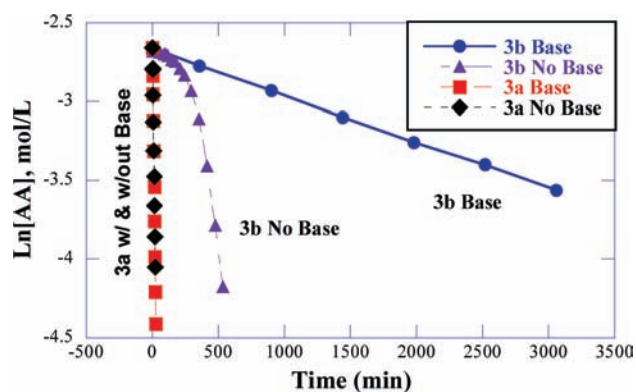 -2.5
-3
-3.5
-4
-4.5
Ln[AA], mol/L
3a w/ & w/out Base
3b Base
3b No Base
3a Base
3a No Base
3b Base
3b No Base
-500 0 500 1000 1500 2000 2500 3000 3500
Time (min)